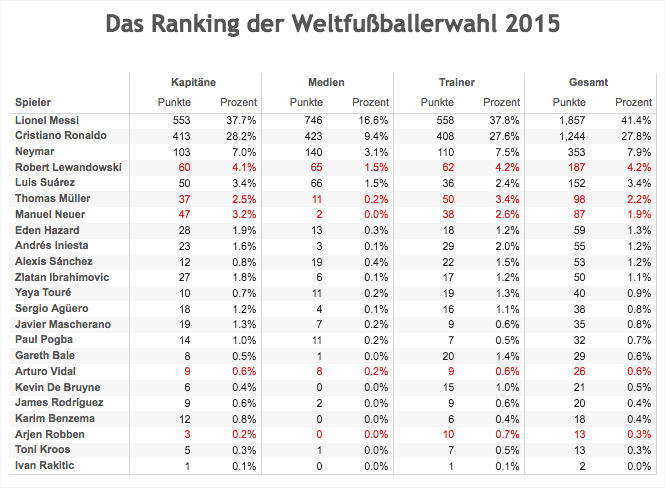 Das Ranking der Weltfußballerwahl 2015
Kapitäne Medien Trainer Gesamt
Spieler Punkte Prozent Punkte Prozent Punkte Prozent Punkte Prozent
Lionel Messi 553 37.7% 746 16.6% 558 37.8% 1,857 41.4%
Cristiano Ronaldo 413 28.2% 423 9.4% 408 27.6% 1,244 27.8%
Neymar 103 7.0% 140 3.1% 110 7.5% 353 7.9%
Robert Lewandowski 60 4.1% 65 1.5% 62 4.2% 187 4.2%
Luis Suárez 50 3.4% 66 1.5% 36 2.4% 152 3.4%
Thomas Müller 37 2.5% 11 0.2% 50 3.4% 98 2.2%
Manuel Neuer 47 3.2% 2 0.0% 38 2.6% 87 1.9%
Eden Hazard 28 1.9% 13 0.3% 18 1.2% 59 1.3%
Andrés Iniesta 23 1.6% 3 0.1% 29 2.0% 55 1.2%
Alexis Sánchez 12 0.8% 19 0.4% 22 1.5% 53 1.2%
Zlatan Ibrahimovic 27 1.8% 6 0.1% 17 1.2% 50 1.1%
Yaya Touré 10 0.7% 11 0.2% 19 1.3% 40 0.9%
Sergio Agüero 18 1.2% 4 0.1% 16 1.1% 38 0.8%
Javier Mascherano 19 1.3% 7 0.2% 9 0.6% 35 0.8%
Paul Pogba 14 1.0% 11 0.2% 7 0.5% 32 0.7%
Gareth Bale 8 0.5% 1 0.0% 20 1.4% 29 0.6%
Arturo Vidal 9 0.6% 8 0.2% 9 0.6% 26 0.6%
Kevin De Bruyne 6 0.4% 0 0.0% 15 1.0% 21 0.5%
James Rodríguez 9 0.6% 2 0.0% 9 0.6% 20 0.4%
Karim Benzema 12 0.8% 0 0.0% 6 0.4% 18 0.4%
Arjen Robben 3 0.2% 0 0.0% 10 0.7% 13 0.3%
Toni Kroos 5 0.3% 1 0.0% 7 0.5% 13 0.3%
Ivan Rakitic 1 0.1% 0 0.0% 1 0.1% 2 0.0%